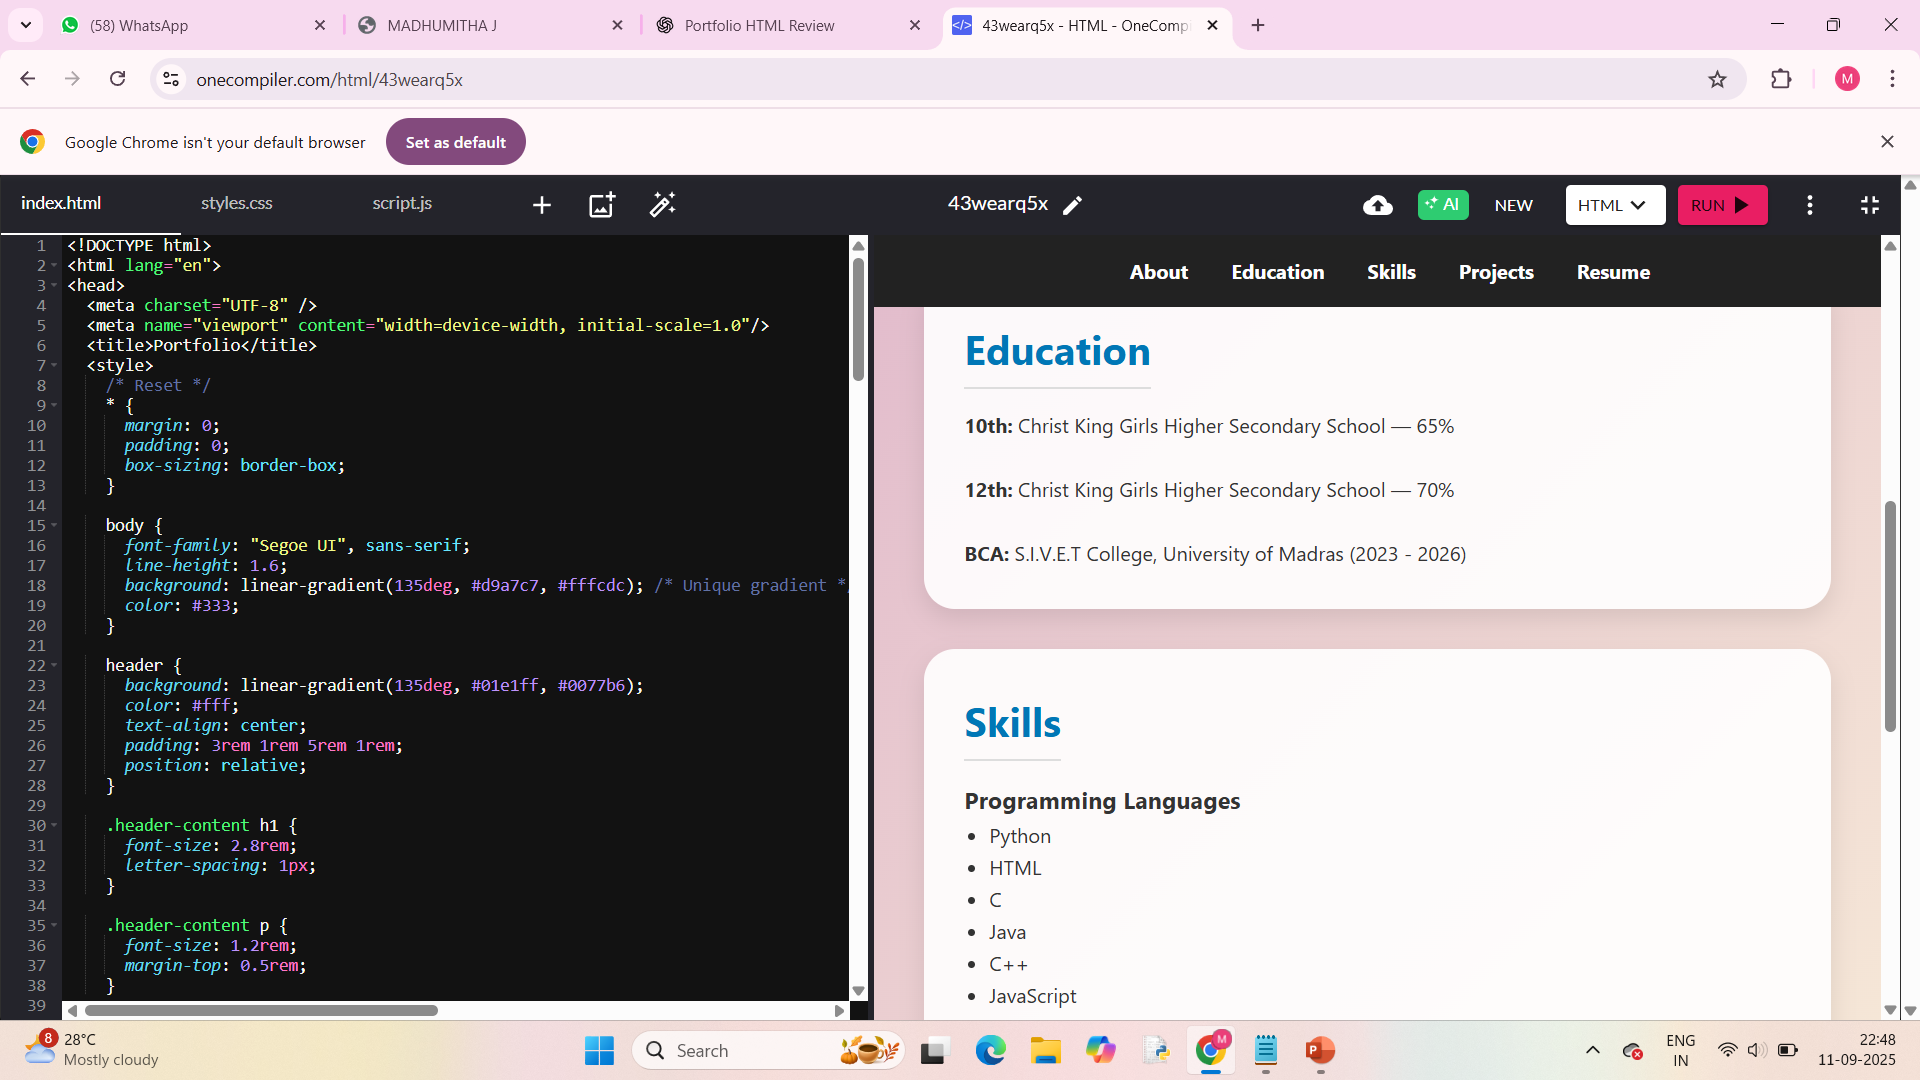 (58) WhatsApp
MADHUMITHA J
Portfolio HTML Review
43wearq5x - HTML - OneCompi
onecompiler.com/html/43wearq5x
M
Google Chrome isn't your default browser
Set as default
index.html
styles.css
script.js
43wearq5x
AI
NEW
HTML
RUN
1 <!DOCTYPE html>
2 <html lang="en">
3 <head>
4 <meta charset="UTF-8" />
5 <meta name="viewport" content="width=device-width, initial-scale=1.0"/>
6 <title>Portfolio</title>
7 <style>
8 /* Reset */
9 * {
10 margin: 0;
11 padding: 0;
12 box-sizing: border-box;
13 }
14
15 body {
16 font-family: "Segoe UI", sans-serif;
17 line-height: 1.6;
18 background: linear-gradient(135deg, #d9a7c7, #fffcdc); /* Unique gradient *
19 color: #333;
20 }
21
22 header {
23 background: linear-gradient(135deg, #01e1ff, #0077b6);
24 color: #fff;
25 text-align: center;
26 padding: 3rem 1rem 5rem 1rem;
27 position: relative;
28 }
29
30 .header-content h1 {
31 font-size: 2.8rem;
32 letter-spacing: 1px;
33 }
34
35 .header-content p {
36 font-size: 1.2rem;
37 margin-top: 0.5rem;
38 }
39
About Education Skills Projects Resume
Education
10th: Christ King Girls Higher Secondary School — 65%
12th: Christ King Girls Higher Secondary School — 70%
BCA: S.I.V.E.T College, University of Madras (2023 - 2026)
Skills
Programming Languages
• Python
• HTML
• C
• Java
• C++
• JavaScript
8
28°C
Mostly cloudy
Search
M
P
ENG
IN
22:48
11-09-2025